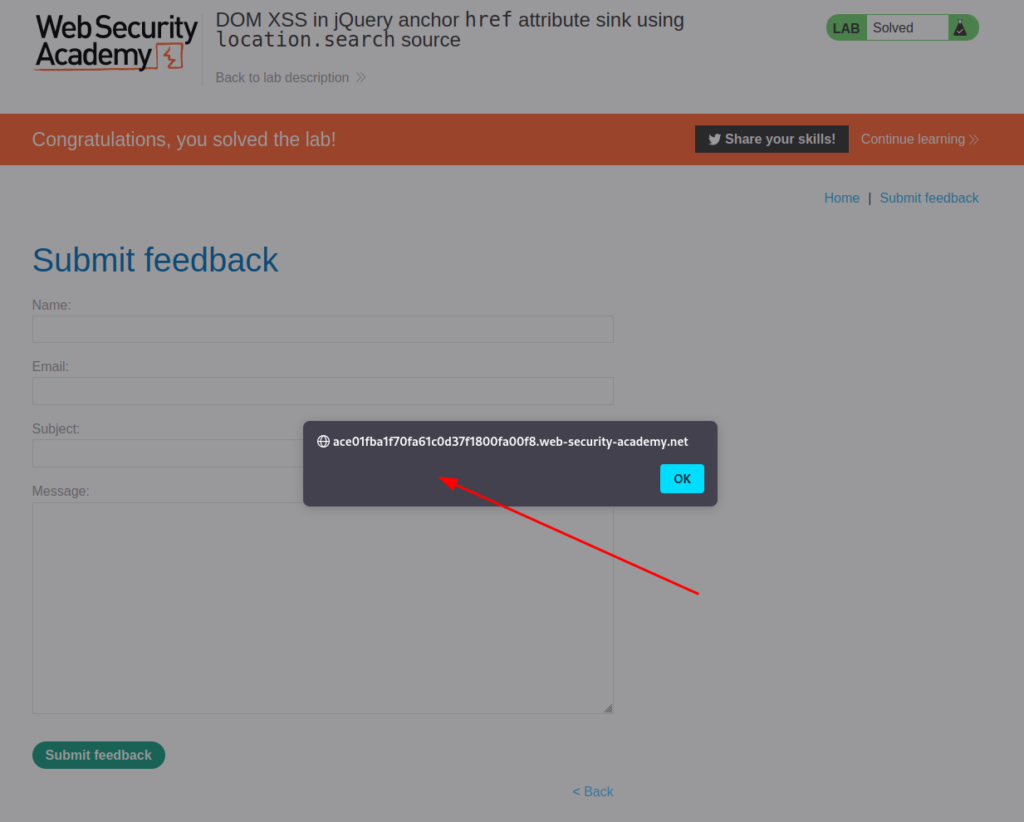 Web Security
Academy
DOM XSS in jQuery anchor href attribute sink using
location.search source
Back to lab description
LAB Solved
Congratulations, you solved the lab!
Share your skills!
Continue learning
Home | Submit feedback
Submit feedback
Name:
Email:
Subject:
Message:
ace01fba1f70fa61c0d37f1800fa00f8.web-security-academy.net
OK
Submit feedback
< Back